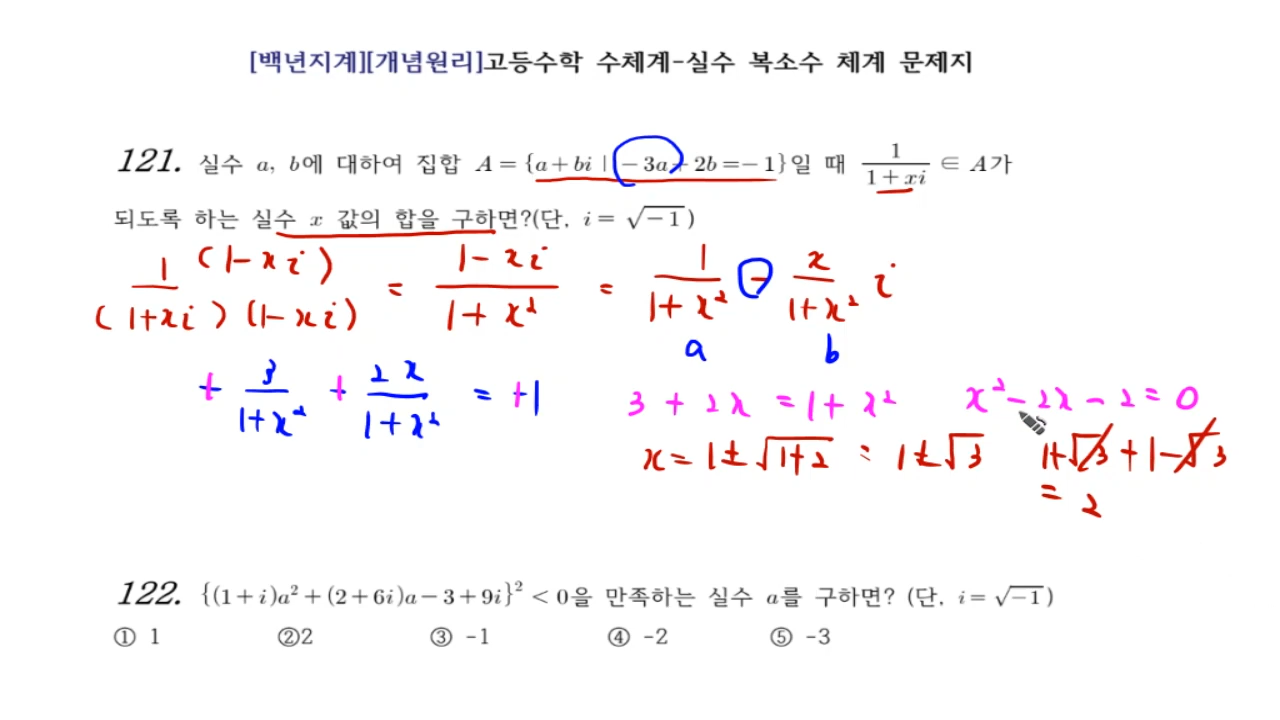 [백년지계][개념원리]고등수학 수체계-실수 복소수 체계 문제지
121. 실수 a, b에 대하여 집합 A = {a + bi | -3a + 2b = -1}일 때 1/(1 + xi) ∈ A가
되도록 하는 실수 x 값의 합을 구하면?(단, i = √-1)
1(1-xi)/(1+xi)(1-xi) = (1-xi)/(1+x²) = 1/(1+x²) - x/(1+x²) i
a b
+ 3/(1+x²) + 2x/(1+x²) = +1
3 + 2x = 1 + x² x² - 2x - 2 = 0
x = 1 ± √(1+2) = 1 ± √3 1+√3 + 1-√3
= 2
122. {(1 + i)a² + (2 + 6i)a - 3 + 9i}² < 0을 만족하는 실수 a를 구하면? (단, i = √-1)
① 1 ②2 ③ -1 ④ -2 ⑤ -3